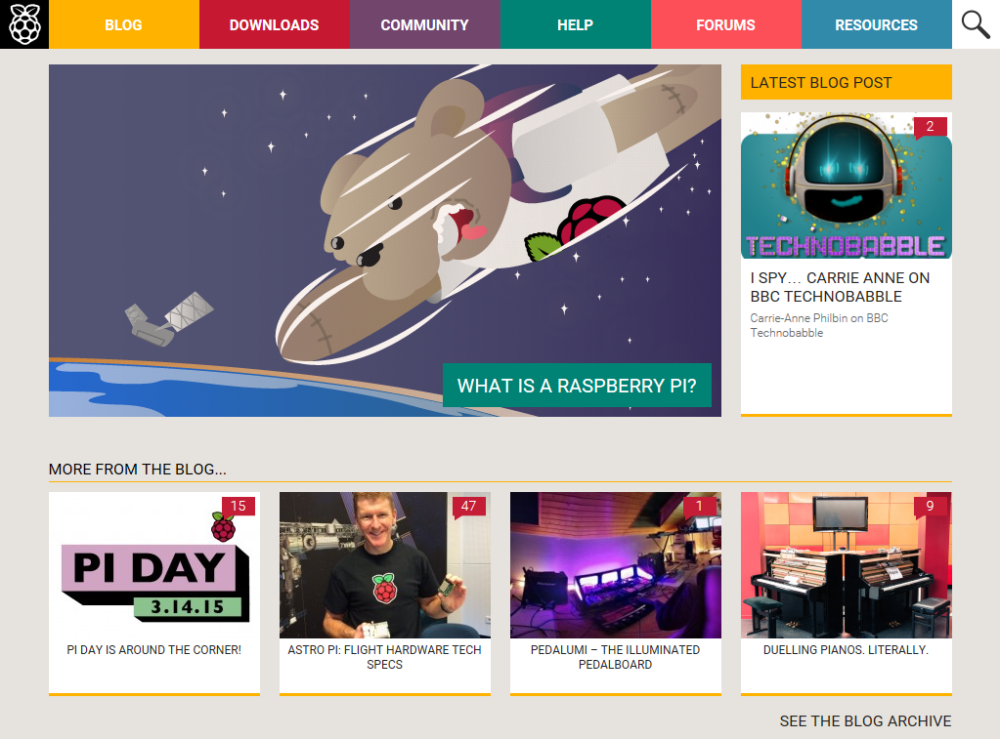 BLOG
DOWNLOADS
COMMUNITY
HELP
FORUMS
RESOURCES
WHAT IS A RASPBERRY PI?
LATEST BLOG POST
2
TECHNOBABBLE
I SPY... CARRIE ANNE ON
BBC TECHNOBABBLE
Carrie-Anne Philbin on BBC
Technobabble
MORE FROM THE BLOG...
15
PI DAY
3.14.15
PI DAY IS AROUND THE CORNER!
47
ASTRO PI: FLIGHT HARDWARE TECH
SPECS
1
PEDALUMI – THE ILLUMINATED
PEDALBOARD
9
DUELLING PIANOS. LITERALLY.
SEE THE BLOG ARCHIVE